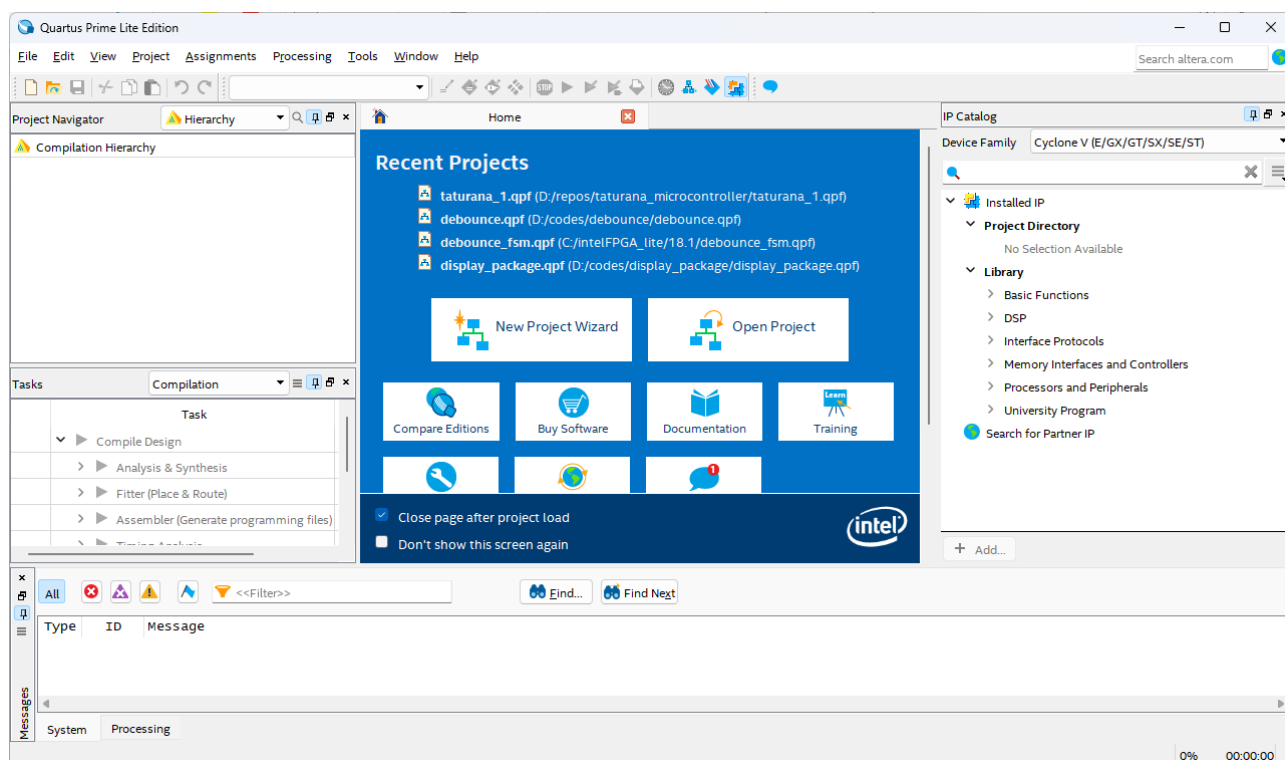 Quartus Prime Lite Edition
File Edit View Project Assignments Processing Tools Window Help
Search altera.com
STOP
Project Navigator
Hierarchy
Compilation Hierarchy
Home
Recent Projects
taturana_1.qpf (D:/repos/taturana_microcontroller/taturana_1.qpf)
debounce.qpf (D:/codes/debounce/debounce.qpf)
debounce_fsm.qpf (C:/intelFPGA_lite/18.1/debounce_fsm.qpf)
display_package.qpf (D:/codes/display_package/display_package.qpf)
New Project Wizard
Open Project
Compare Editions
Buy Software
Documentation
Learn
Training
1
Close page after project load
Don't show this screen again
intel
IP Catalog
Device Family
Cyclone V (E/GX/GT/SX/SE/ST)
Installed IP
Project Directory
No Selection Available
Library
Basic Functions
DSP
Interface Protocols
Memory Interfaces and Controllers
Processors and Peripherals
University Program
Search for Partner IP
+ Add...
Tasks
Compilation
Task
Compile Design
Analysis & Synthesis
Fitter (Place & Route)
Assembler (Generate programming files)
Timing Analysis
All
<<Filter>>
Find...
Find Next
Type ID Message
Messages
System Processing
0% 00:00:00